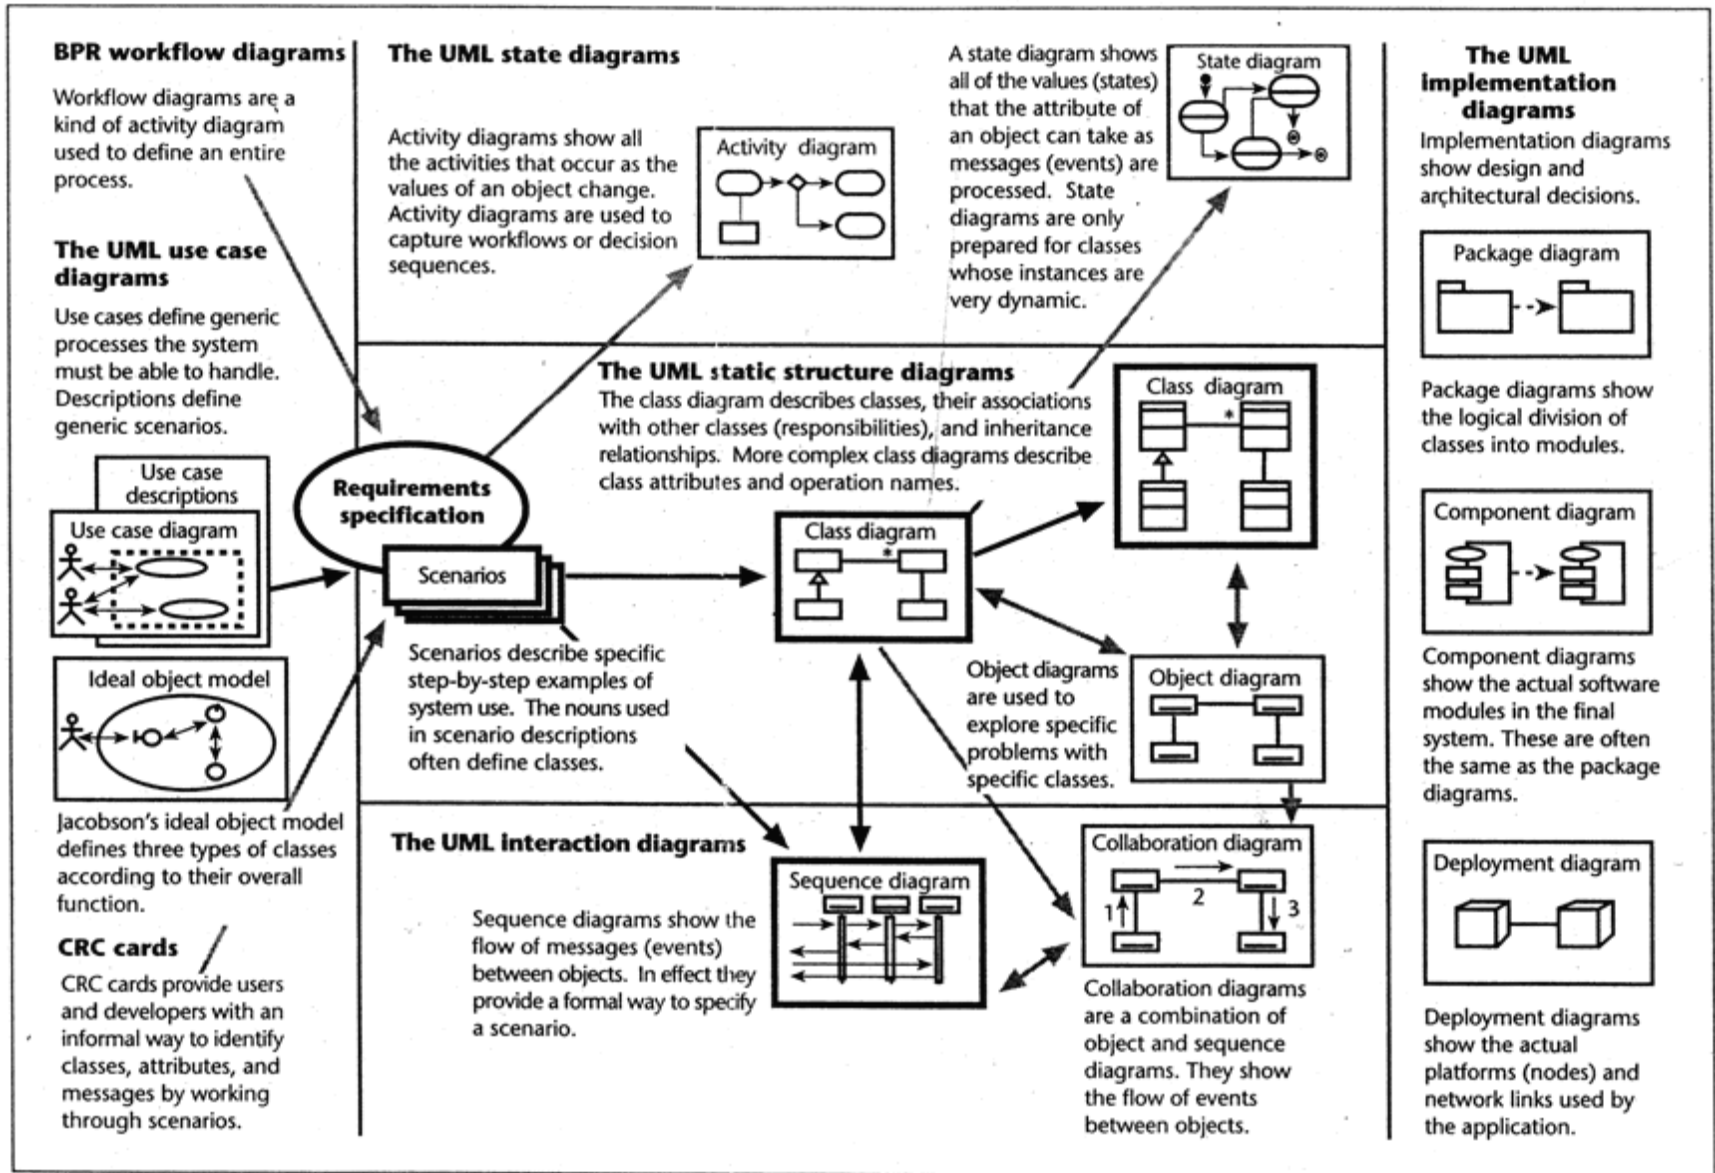 BPR workflow diagrams
Workflow diagrams are a
kind of activity diagram
used to define an entire
process.
The UML use case
diagrams
Use cases define generic
processes the system
must be able to handle.
Descriptions define
generic scenarios.
Use case
descriptions
Use case diagram
Ideal object model
Jacobson's ideal object model
defines three types of classes
according to their overall
function.
CRC cards
CRC cards provide users
and developers with an
informal way to identify
classes, attributes, and
messages by working
through scenarios.
The UML state diagrams
Activity diagrams show all
the activities that occur as the
values of an object change.
Activity diagrams are used to
capture workflows or decision
sequences.
Activity diagram
A state diagram shows
all of the values (states)
that the attribute of
an object can take as
messages (events) are
processed. State
diagrams are only
prepared for classes
whose instances are
very dynamic.
State diagram
Requirements
specification
Scenarios
Scenarios describe specific
step-by-step examples of
system use. The nouns used
in scenario descriptions
often define classes.
The UML static structure diagrams
The class diagram describes classes, their associations
with other classes (responsibilities), and inheritance
relationships. More complex class diagrams describe
class attributes and operation names.
Class diagram
*
Class diagram
*
Object diagrams
are used to
explore specific
problems with
specific classes.
Object diagram
The UML interaction diagrams
Sequence diagrams show the
flow of messages (events)
between objects. In effect they
provide a formal way to specify
a scenario.
Sequence diagram
Collaboration diagram
1
2
3
Collaboration diagrams
are a combination of
object and sequence
diagrams. They show
the flow of events
between objects.
The UML
implementation
diagrams
Implementation diagrams
show design and
architectural decisions.
Package diagram
Package diagrams show
the logical division of
classes into modules.
Component diagram
Component diagrams
show the actual software
modules in the final
system. These are often
the same as the package
diagrams.
Deployment diagram
Deployment diagrams
show the actual
platforms (nodes) and
network links used by
the application.